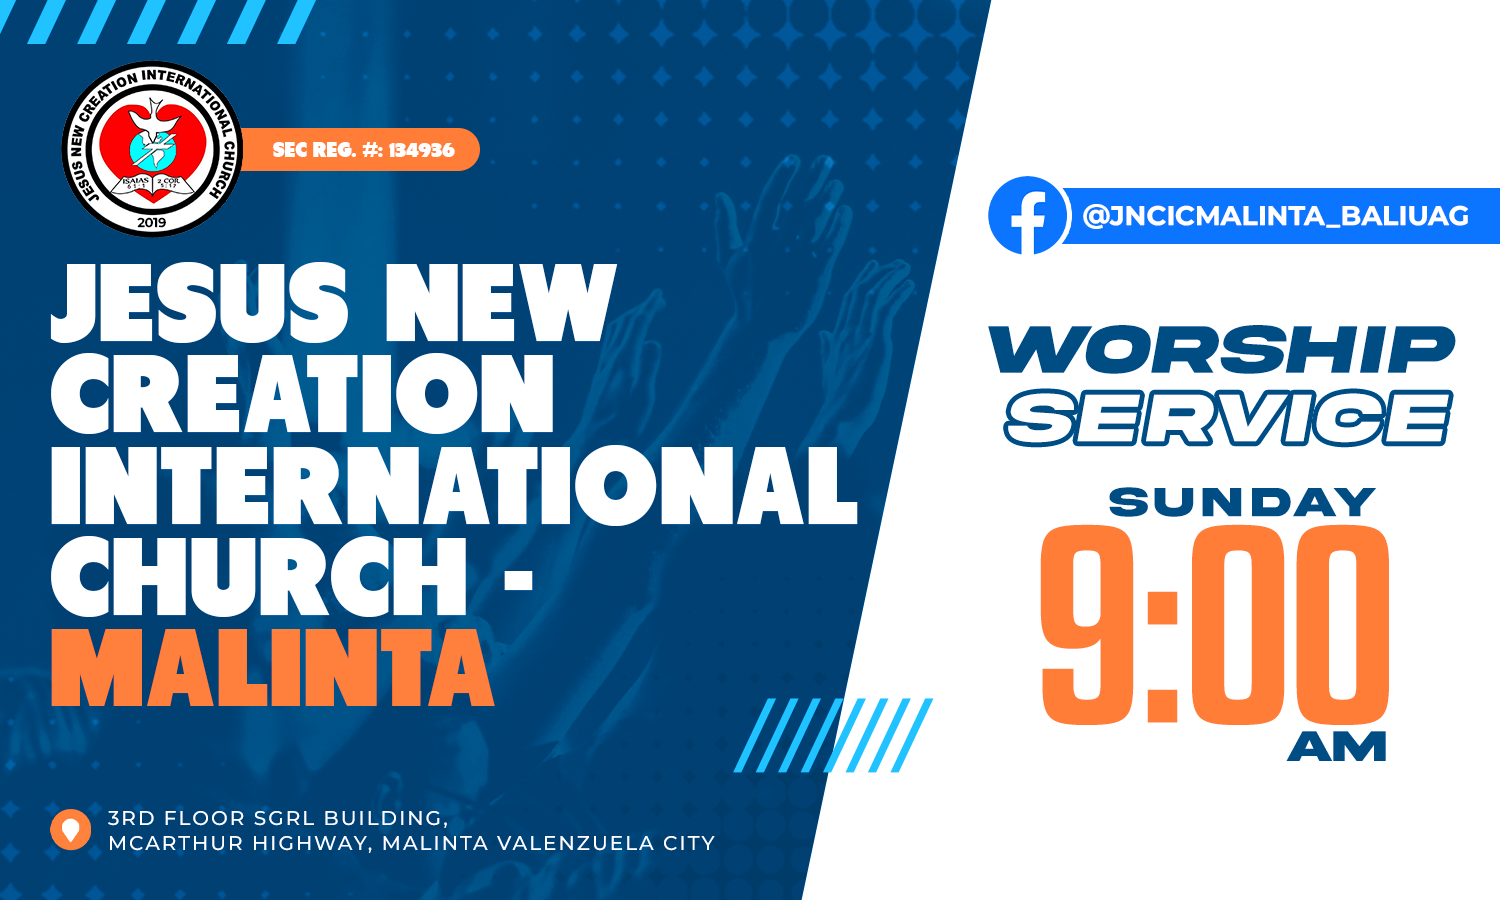 JESUS NEW CREATION INTERNATIONAL CHURCH
ISAIAS 61:1
2 COR. 5:17
2019
SEC REG. #: 134936
JESUS NEW
CREATION
INTERNATIONAL
CHURCH -
MALINTA
3RD FLOOR SGRL BUILDING,
MCARTHUR HIGHWAY, MALINTA VALENZUELA CITY
@JNCICMALINTA_BALIUAG
WORSHIP
SERVICE
SUNDAY
9:00
AM